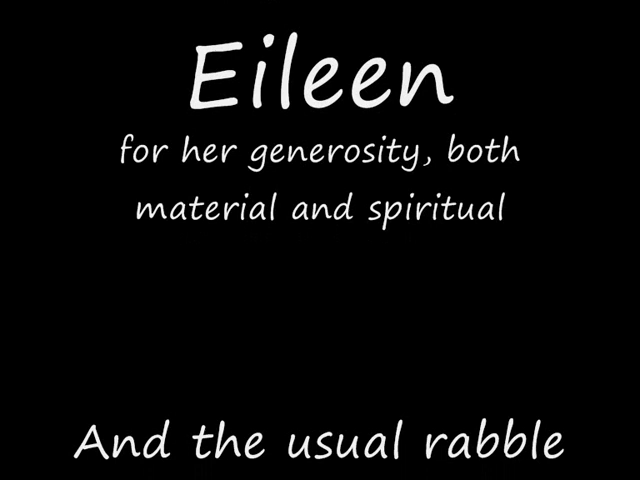 Eileen
for her generosity, both
material and spiritual
And the usual rabble